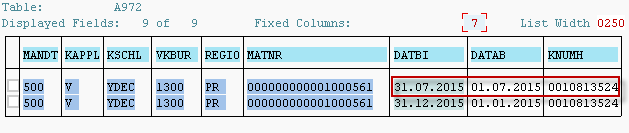 Table: A972
Displayed Fields: 9 of 9 Fixed Columns: 7 List Width 0250
MANDT KAPPL KSCHL VKBUR REGIO MATNR DATBI DATAB KNUMH
500 V YDEC 1300 PR 000000000001000561 31.07.2015 01.07.2015 0010813524
500 V YDEC 1300 PR 000000000001000561 31.12.2015 01.01.2015 0010813524